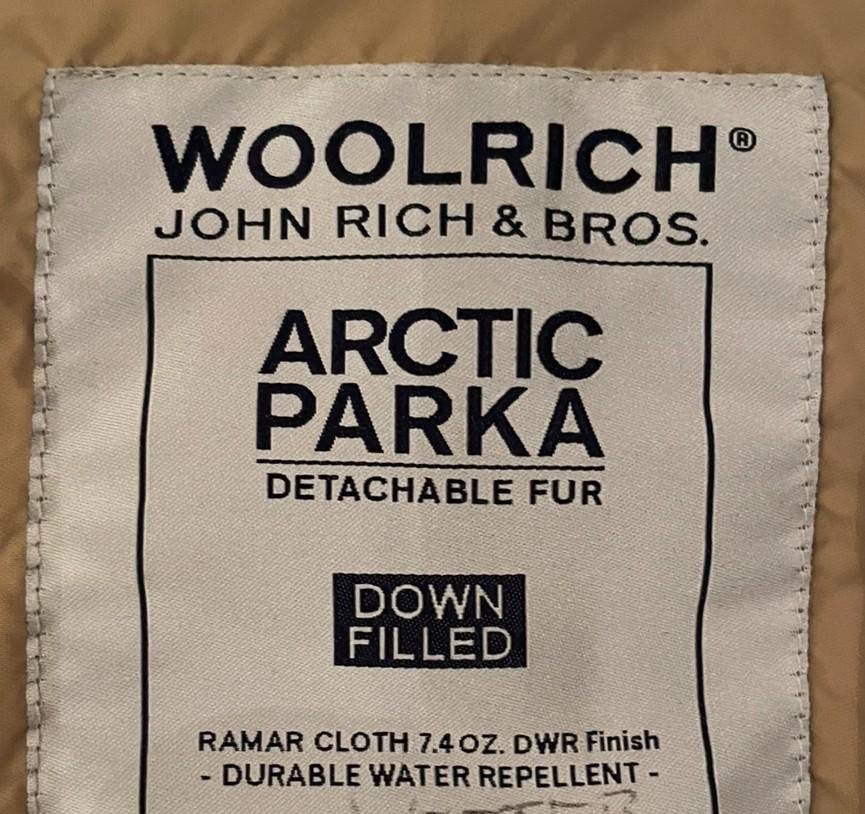 WOOLRICH®
JOHN RICH & BROS.
ARCTIC
PARKA
DETACHABLE FUR
DOWN
FILLED
RAMAR CLOTH 7.4 OZ. DWR Finish
- DURABLE WATER REPELLENT -